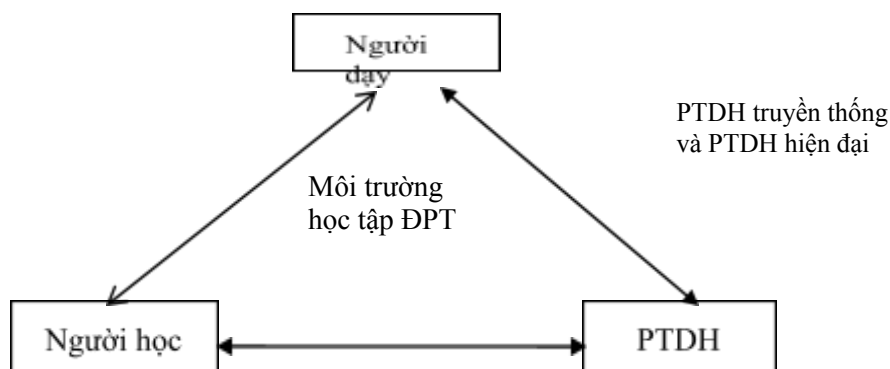 Người
dạy
PTDH truyền thống
và PTDH hiện đại
Môi trường
học tập ĐPT
Người học
PTDH